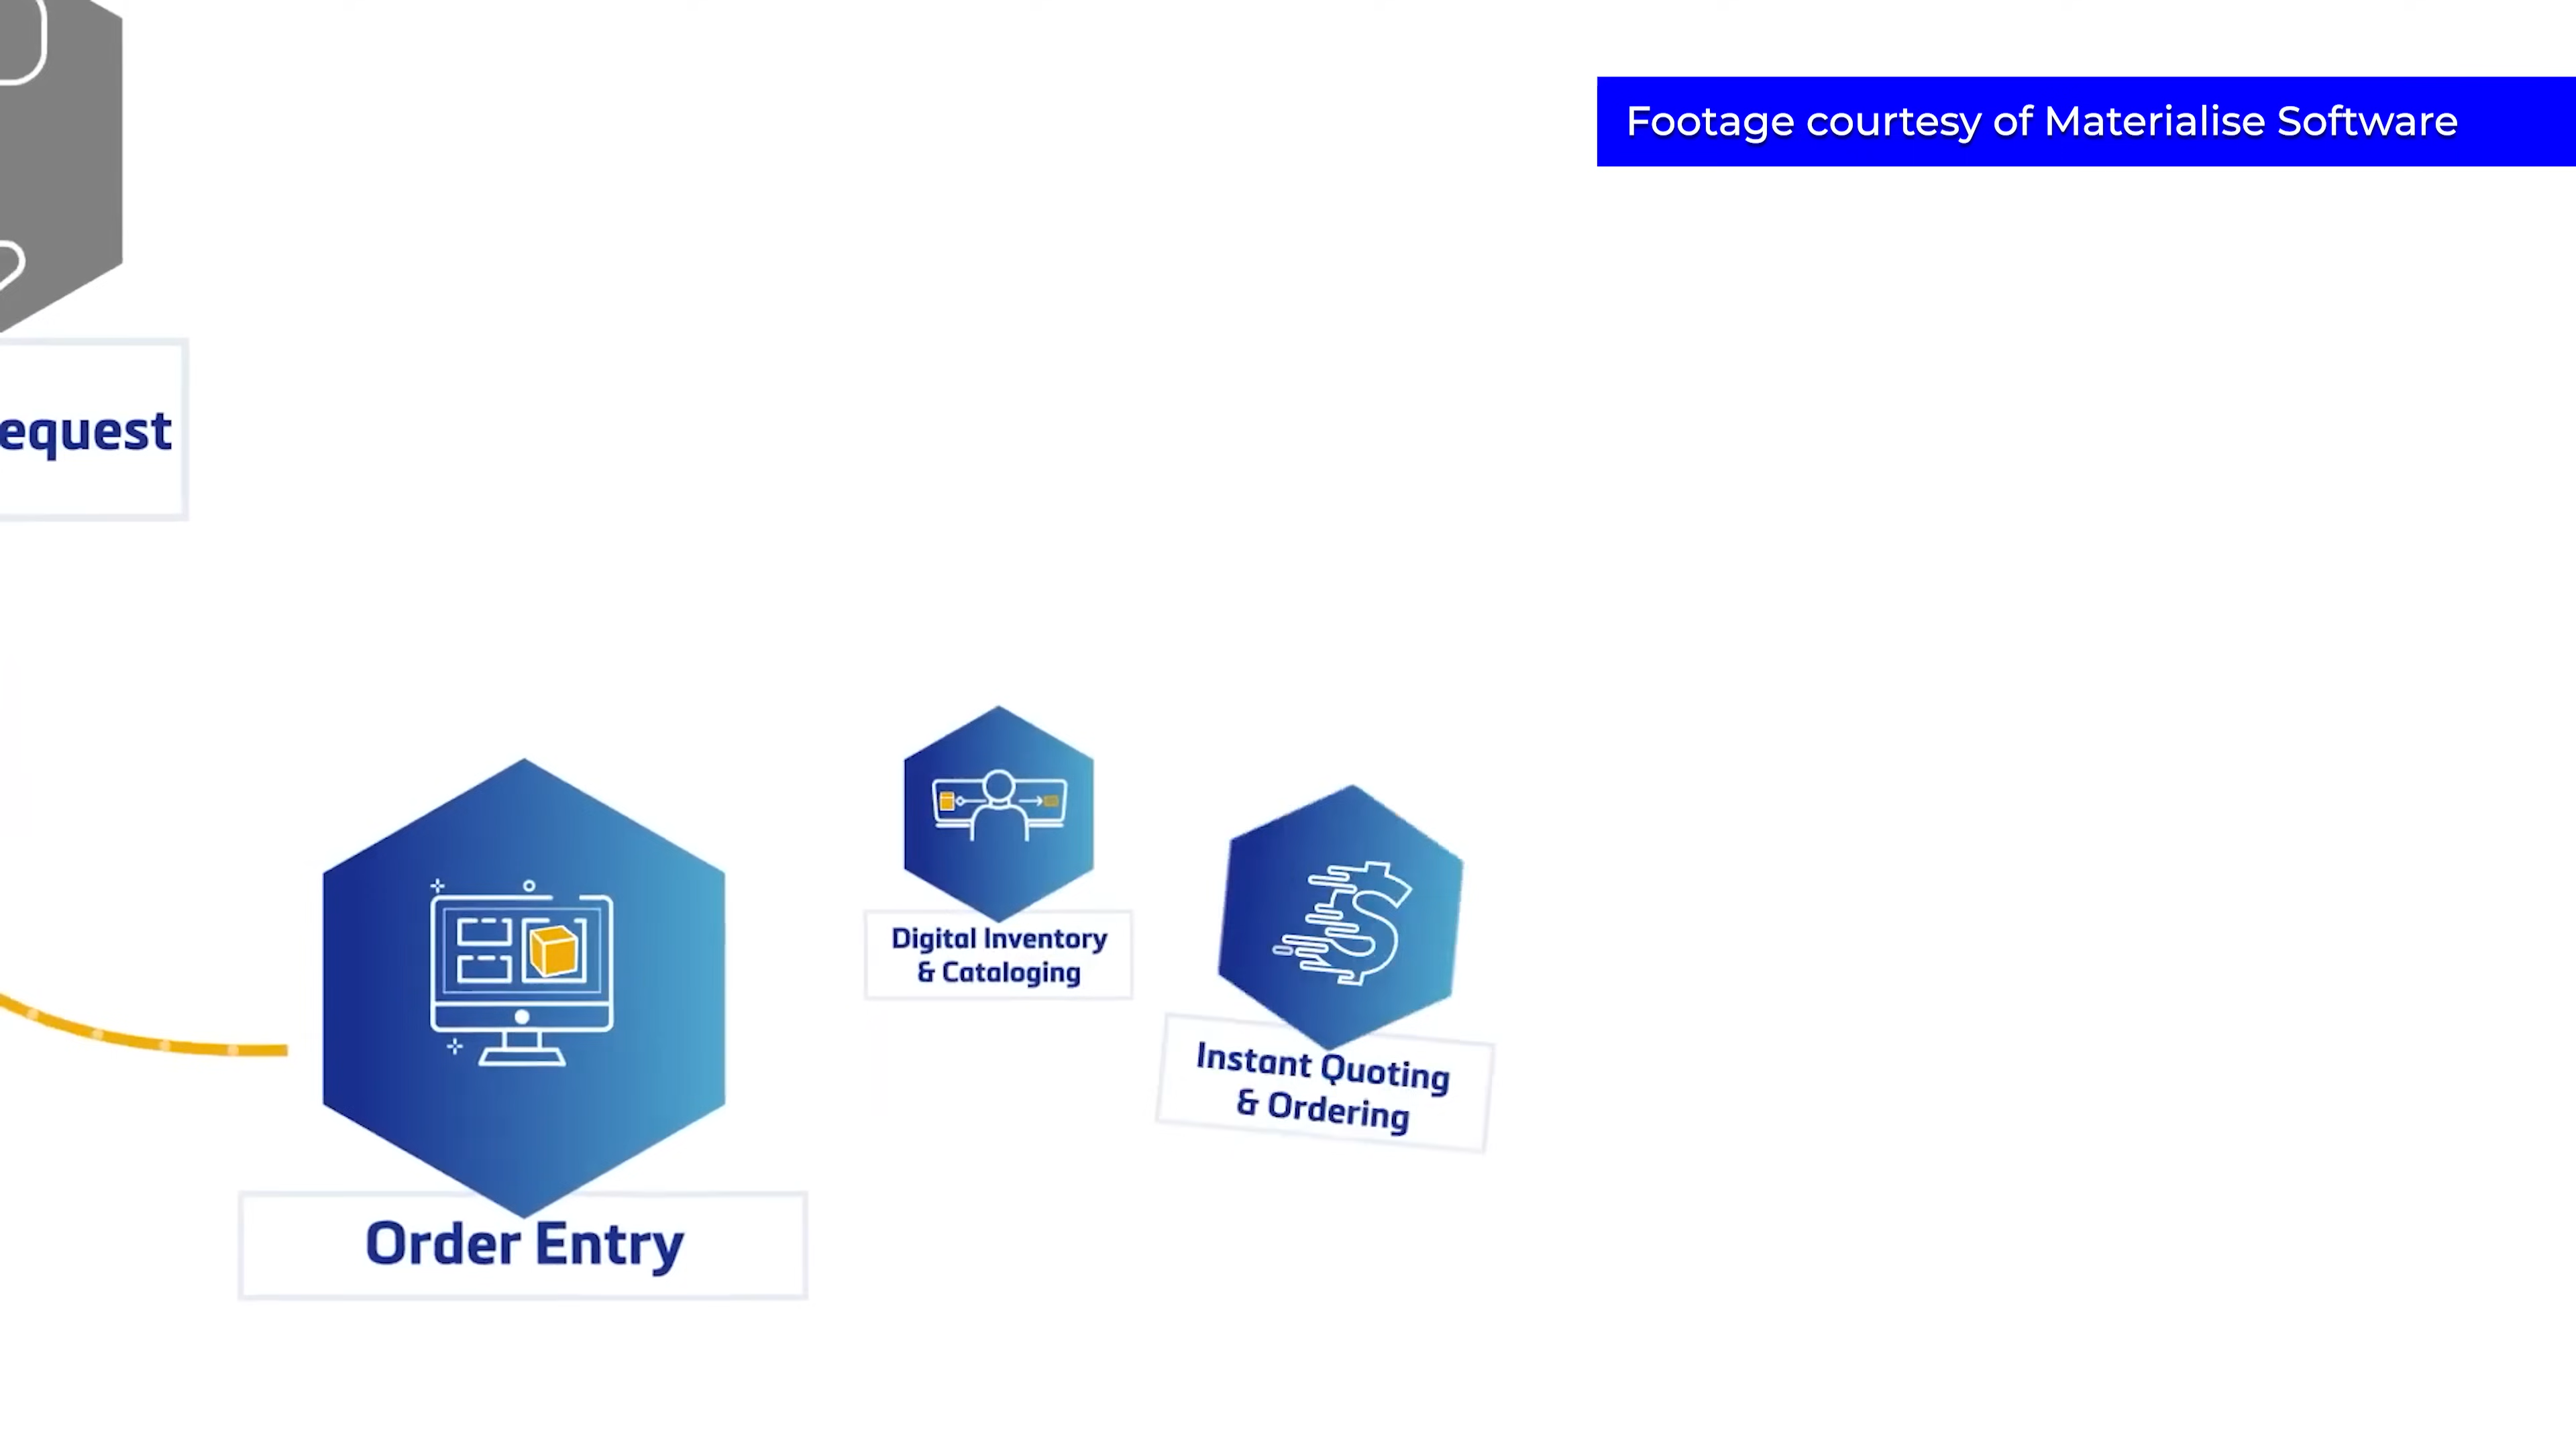 Footage courtesy of Materialise Software
equest
Digital Inventory
& Cataloging
Instant Quoting
& Ordering
Order Entry